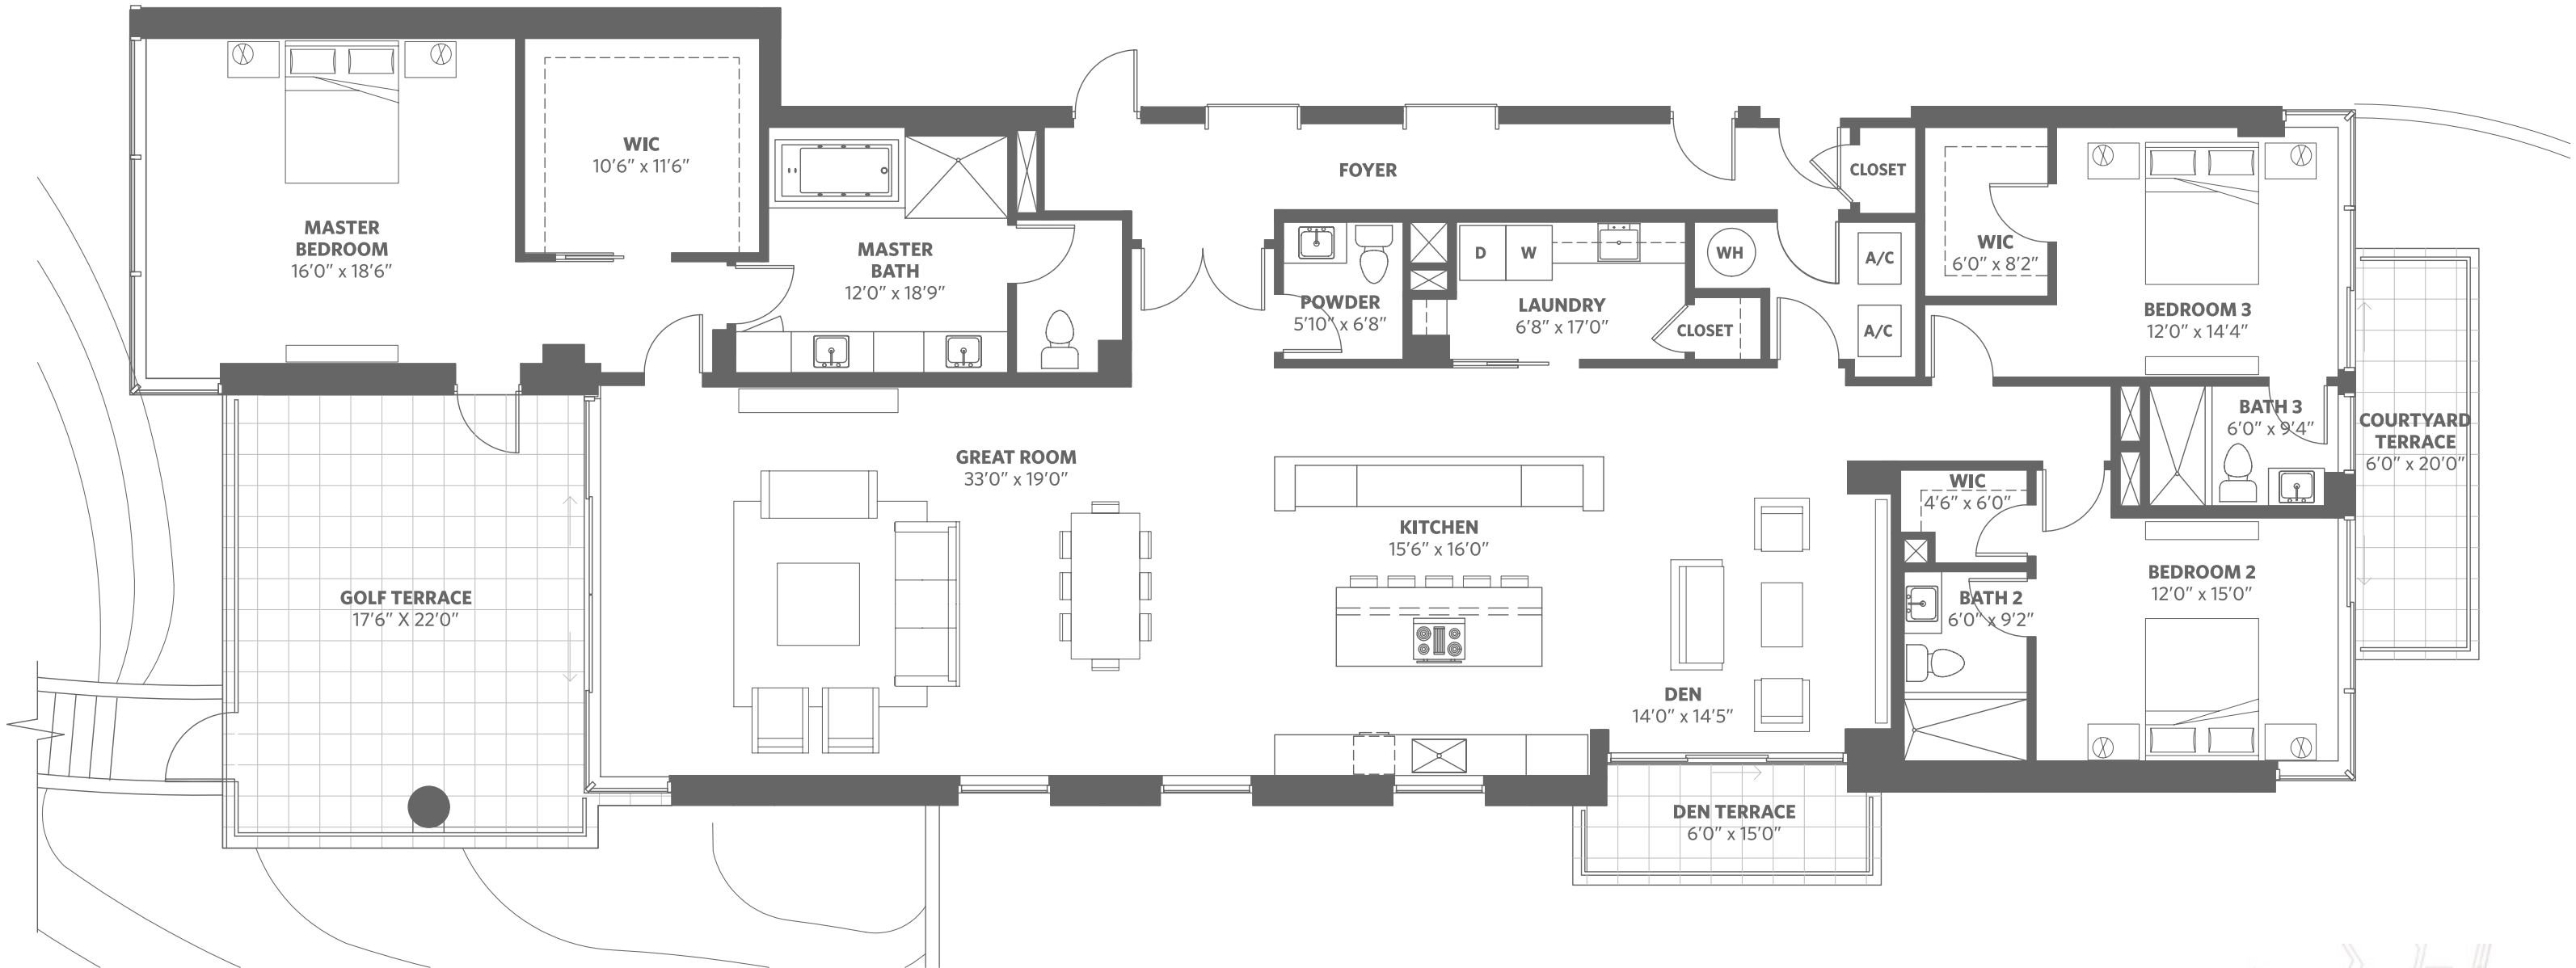 WIC
10'6" x 11'6"
MASTER
BEDROOM
16'0" x 18'6"
MASTER
BATH
12'0" x 18'9"
FOYER
CLOSET
POWDER
5'10" x 6'8"
D
W
LAUNDRY
6'8" x 17'0"
WH
CLOSET
A/C
A/C
WIC
6'0" x 8'2"
BEDROOM 3
12'0" x 14'4"
BATH 3
6'0" x 9'4"
COURTYARD
TERRACE
6'0" x 20'0"
GREAT ROOM
33'0" x 19'0"
KITCHEN
15'6" x 16'0"
WIC
4'6" x 6'0"
GOLF TERRACE
17'6" X 22'0"
BATH 2
6'0" x 9'2"
BEDROOM 2
12'0" x 15'0"
DEN
14'0" x 14'5"
DEN TERRACE
6'0" x 15'0"